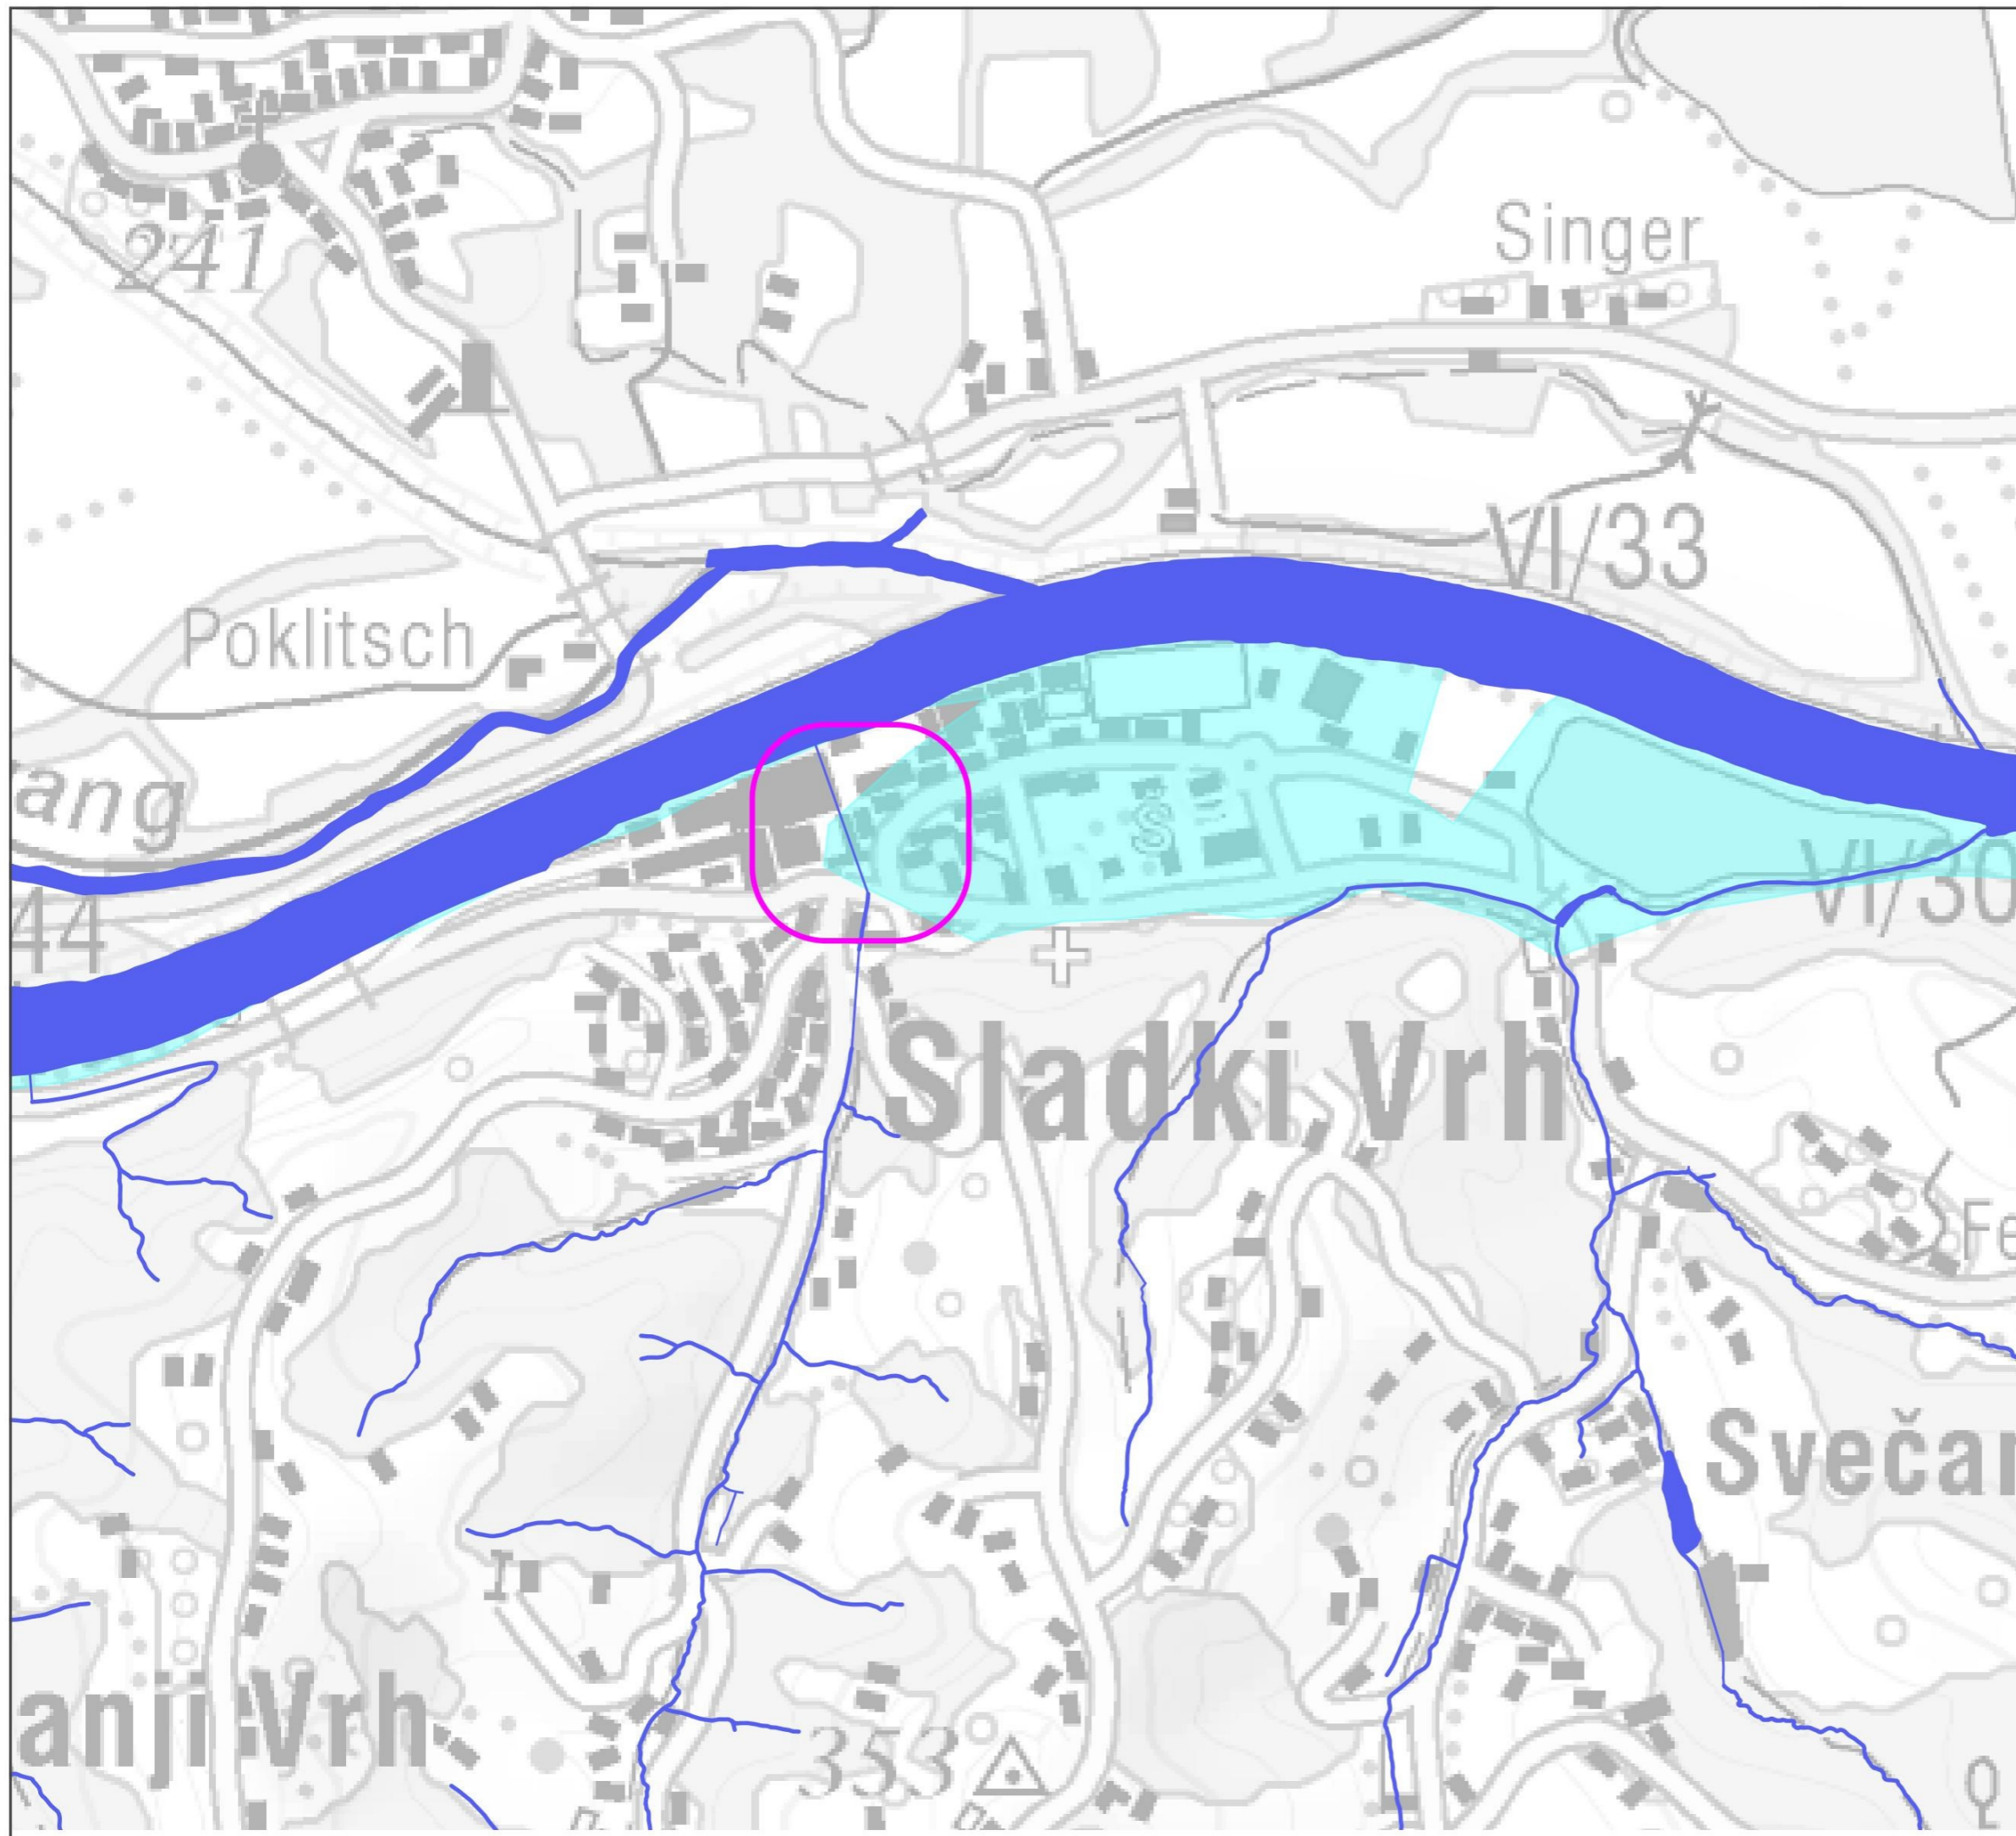 241
Singer
VI/33
Poklitsch
ang
44
S
VI/30
Sladki Vrh
Fe
Svečar
anji Vrh
353